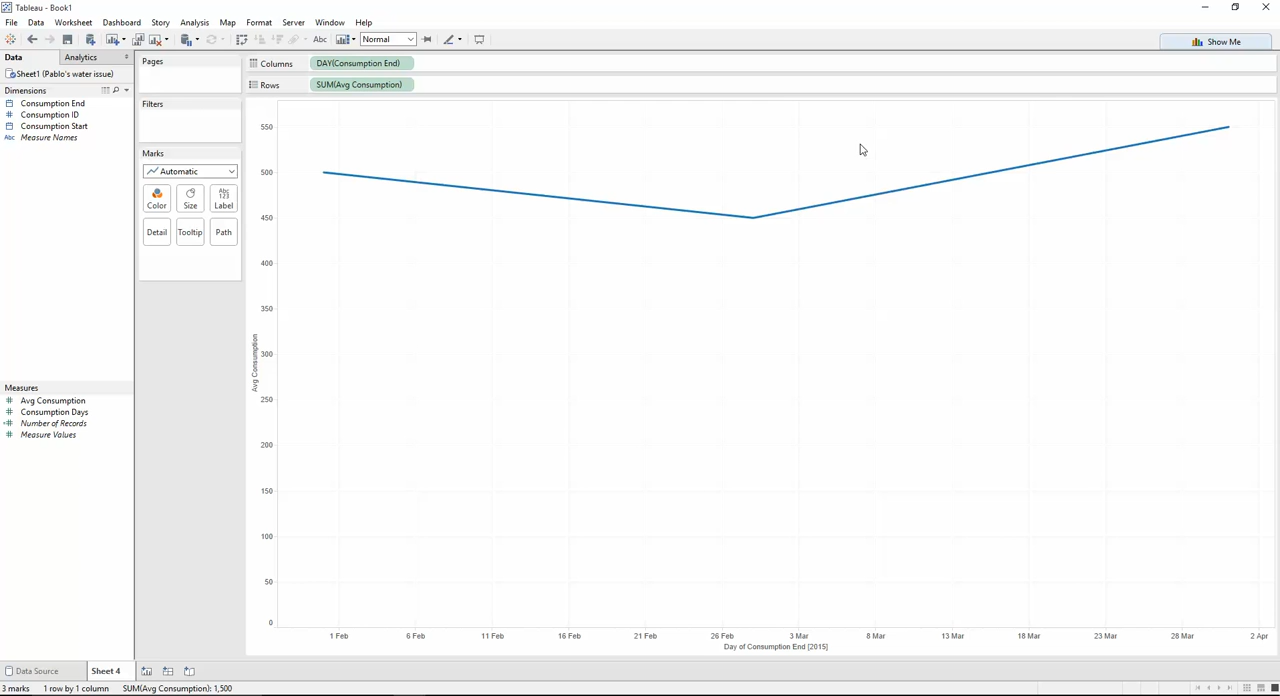 Tableau - Book1
File Data Worksheet Dashboard Story Analysis Map Format Server Window Help
Abc Normal Show Me
Data Analytics
Sheet1 (Pablo's water issue)
Dimensions
Consumption End
Consumption ID
Consumption Start
Abc Measure Names
Measures
Avg Consumption
Consumption Days
Number of Records
Measure Values
Pages
Filters
Marks
Automatic
Color Size Abc 123 Label
Detail Tooltip Path
Columns DAY(Consumption End)
Rows SUM(Avg Consumption)
550
500
450
400
350
300
250
200
150
100
50
0
Avg Consumption
1 Feb 6 Feb 11 Feb 16 Feb 21 Feb 26 Feb 3 Mar 8 Mar 13 Mar 18 Mar 23 Mar 28 Mar 2 Apr
Day of Consumption End [2015]
Data Source Sheet 4
3 marks 1 row by 1 column SUM(Avg Consumption): 1,500